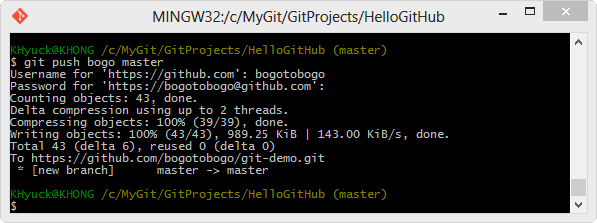 MINGW32:/c/MyGit/GitProjects/HelloGitHub
KHyuck@KHONG /c/MyGit/GitProjects/HelloGitHub (master)
$ git push bogo master
Username for 'https://github.com': bogotobogo
Password for 'https://bogotobogo@github.com':
Counting objects: 43, done.
Delta compression using up to 2 threads.
Compressing objects: 100% (39/39), done.
Writing objects: 100% (43/43), 989.25 KiB | 143.00 KiB/s, done.
Total 43 (delta 6), reused 0 (delta 0)
To https://github.com/bogotobogo/git-demo.git
 * [new branch]      master -> master
KHyuck@KHONG /c/MyGit/GitProjects/HelloGitHub (master)
$